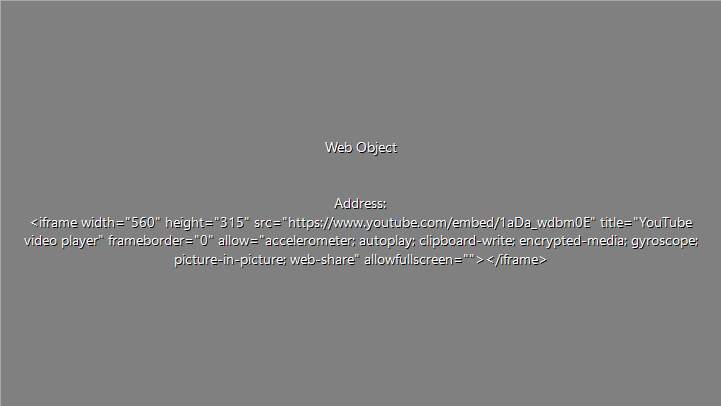 Web Object
Address:
<iframe width="560" height="315" src="https://www.youtube.com/embed/1aDa_wdbm0E" title="YouTube
video player" frameborder="0" allow="accelerometer; autoplay; clipboard-write; encrypted-media; gyroscope;
picture-in-picture; web-share" allowfullscreen=""></iframe>